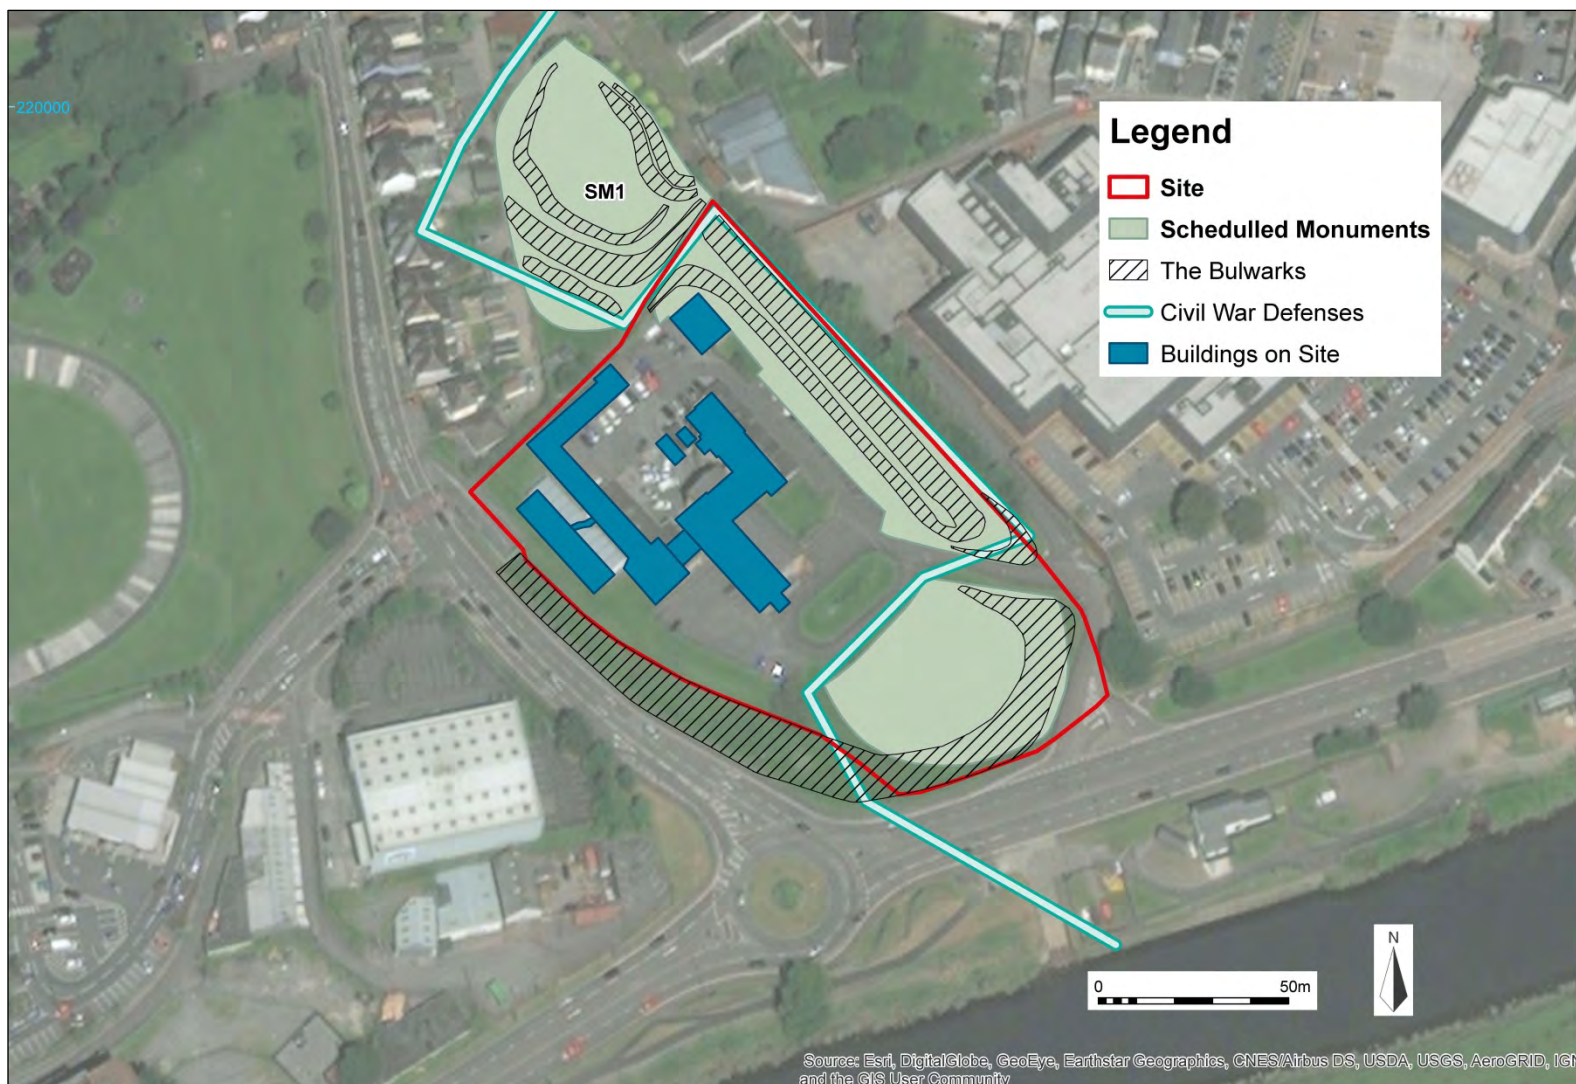 220000
SM1
Legend
Site
Schedulled Monuments
The Bulwarks
Civil War Defenses
Buildings on Site
0 50m
N
Source: Esri, DigitalGlobe, GeoEye, Earthstar Geographics, CNES/Airbus DS, USDA, USGS, AeroGRID, IGN
and the GIS User Community